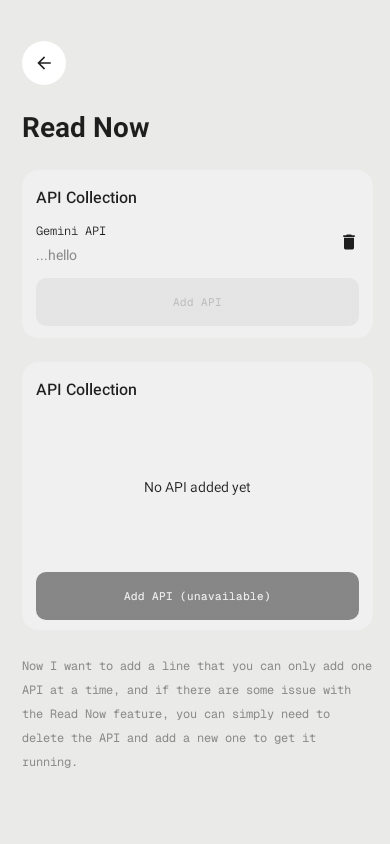 Read Now
API Collection
Gemini API
...hello
Add API
API Collection
No API added yet
Add API (unavailable)
Now I want to add a line that you can only add one
API at a time, and if there are some issue with
the Read Now feature, you can simply need to
delete the API and add a new one to get it
running.